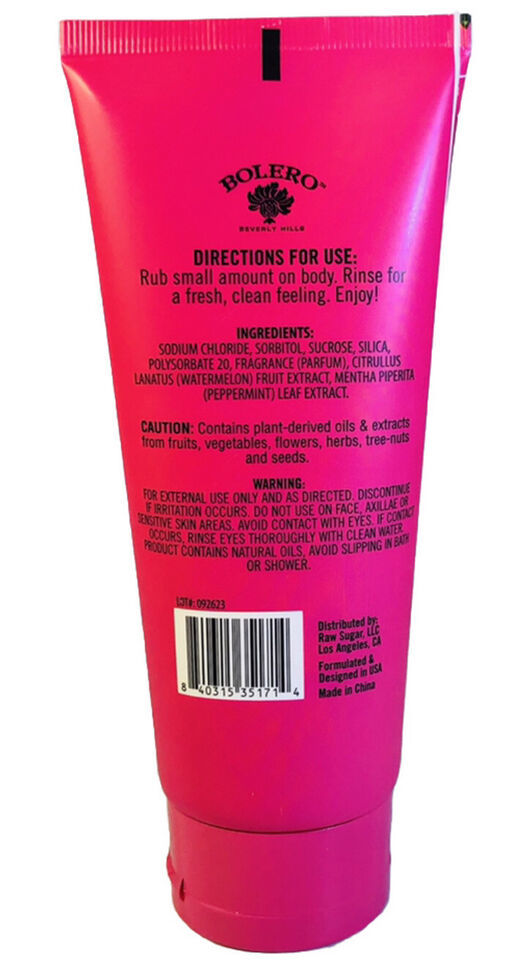 BOLERO™
BEVERLY HILLS
DIRECTIONS FOR USE:
Rub small amount on body. Rinse for
a fresh, clean feeling. Enjoy!
INGREDIENTS:
SODIUM CHLORIDE, SORBITOL, SUCROSE, SILICA,
POLYSORBATE 20, FRAGRANCE (PARFUM), CITRULLUS
LANATUS (WATERMELON) FRUIT EXTRACT, MENTHA PIPERITA
(PEPPERMINT) LEAF EXTRACT.
CAUTION: Contains plant-derived oils & extracts
from fruits, vegetables, flowers, herbs, tree-nuts
and seeds.
WARNING:
FOR EXTERNAL USE ONLY AND AS DIRECTED. DISCONTINUE
IF IRRITATION OCCURS. DO NOT USE ON FACE, AXILLAE OR
SENSITIVE SKIN AREAS. AVOID CONTACT WITH EYES. IF CONTACT
OCCURS, RINSE EYES THOROUGHLY WITH CLEAN WATER.
PRODUCT CONTAINS NATURAL OILS, AVOID SLIPPING IN BATH
OR SHOWER.
LOT#: 092623
8 40315 35171 4
Distributed by:
Raw Sugar, LLC
Los Angeles, CA
Formulated &
Designed in USA
Made in China